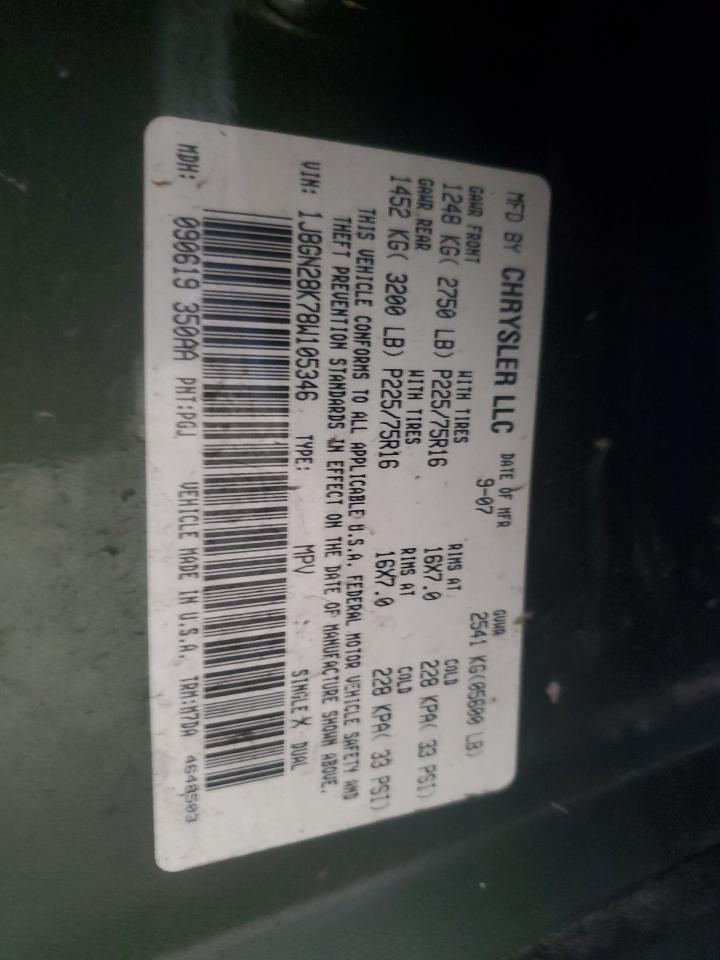 MFD BY CHRYSLER LLC DATE OF MFR GVWR
9-07 2541 KG(05600 LB)
GAWR FRONT WITH TIRES RIMS AT COLD
1248 KG( 2750 LB) P225/75R16 16X7.0 228 KPA( 33 PSI)
GAWR REAR WITH TIRES RIMS AT COLD
1452 KG( 3200 LB) P225/75R16 16X7.0 228 KPA( 33 PSI)
THIS VEHICLE CONFORMS TO ALL APPLICABLE U.S.A. FEDERAL MOTOR VEHICLE SAFETY AND
THEFT PREVENTION STANDARDS IN EFFECT ON THE DATE OF MANUFACTURE SHOWN ABOVE.
VIN: 1J8GN28K78W105346 TYPE: MPV SINGLE X DUAL
MDH: 090619 350AA PNT:PGJ VEHICLE MADE IN U.S.A. TRM:M7DA 4648503